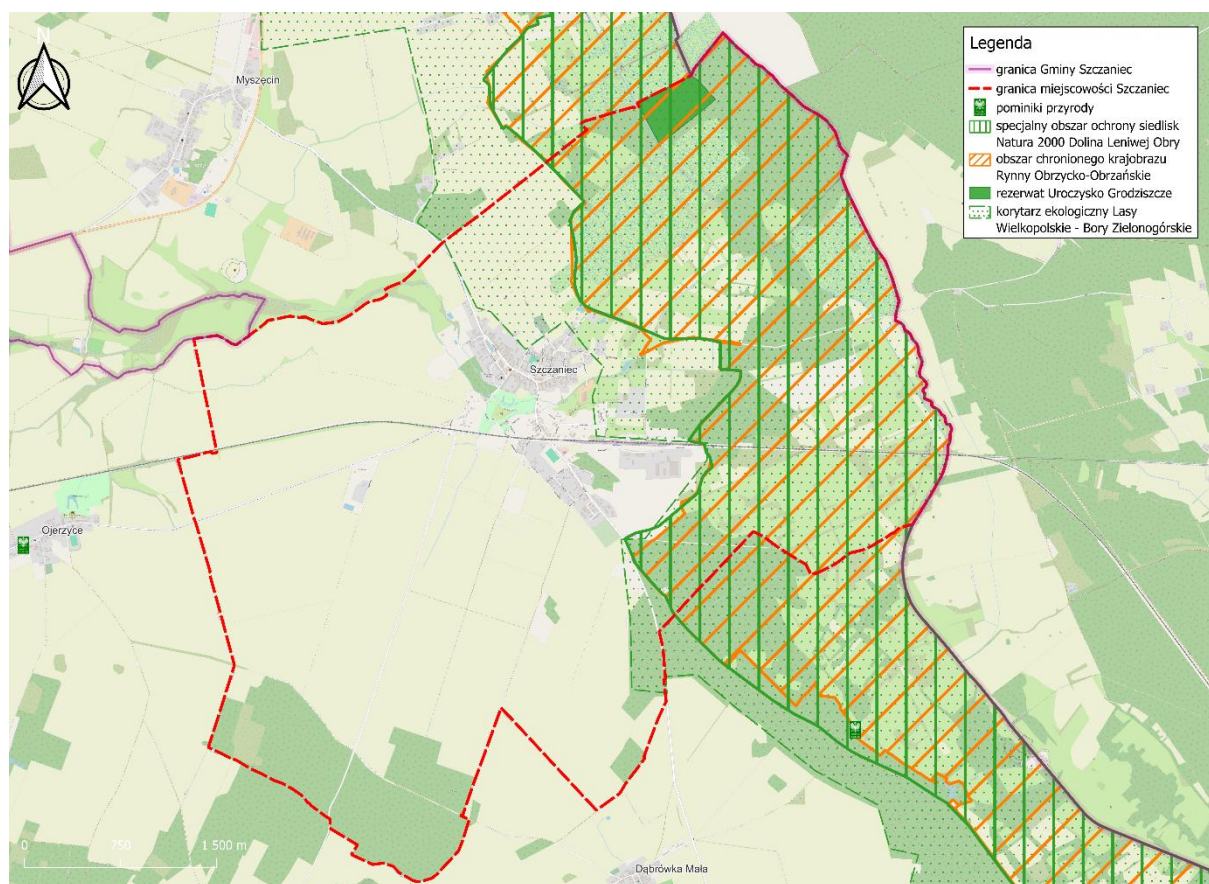 N
Myszęcin
Szczaniec
Ojerzyce
Dąbrówka Mała
0 750 1 500 m
Legenda
granica Gminy Szczaniec
granica miejscowości Szczaniec
pominiki przyrody
specjalny obszar ochrony siedlisk
Natura 2000 Dolina Leniwej Obry
obszar chronionego krajobrazu
Rynny Obrzycko-Obrzańskie
rezerwat Uroczysko Grodziszcze
korytarz ekologiczny Lasy
Wielkopolskie - Bory Zielonogórskie